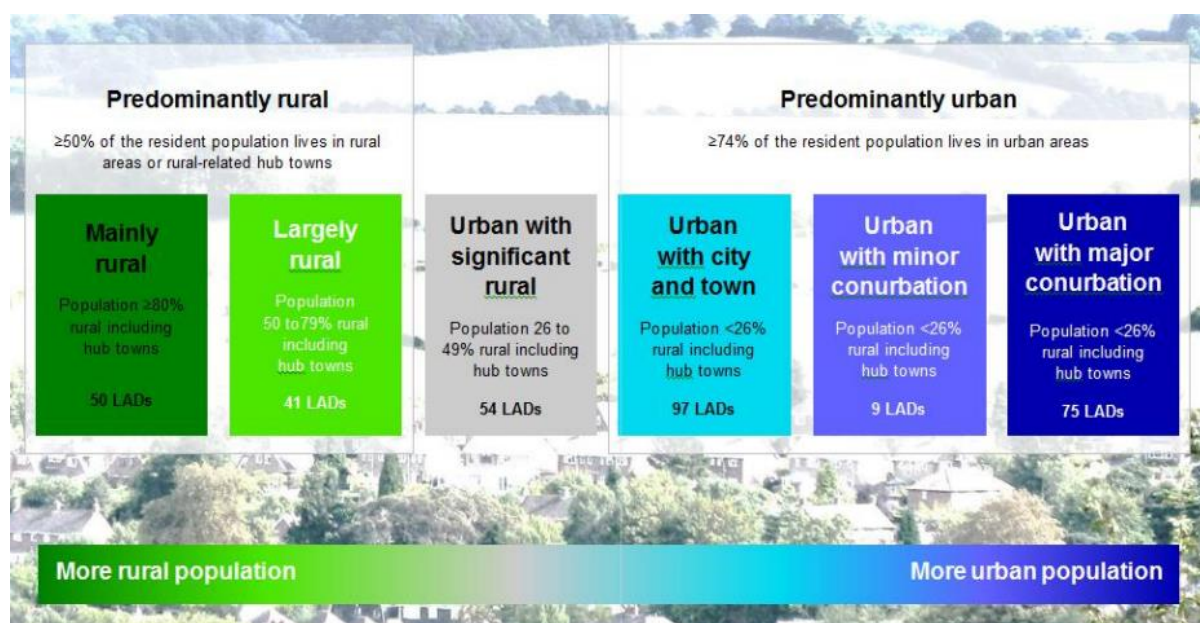 Predominantly rural
≥50% of the resident population lives in rural
areas or rural-related hub towns
Predominantly urban
≥74% of the resident population lives in urban areas
Mainly
rural
Population ≥80%
rural including
hub towns
50 LADs
Largely
rural
Population
50 to79% rural
including
hub towns
41 LADs
Urban with
significant
rural
Population 26 to
49% rural including
hub towns
54 LADs
Urban
with city
and town
Population <26%
rural including
hub towns
97 LADs
Urban
with minor
conurbation
Population <26%
rural including
hub towns
9 LADs
Urban
with major
conurbation
Population <26%
rural including
hub towns
75 LADs
More rural population
More urban population